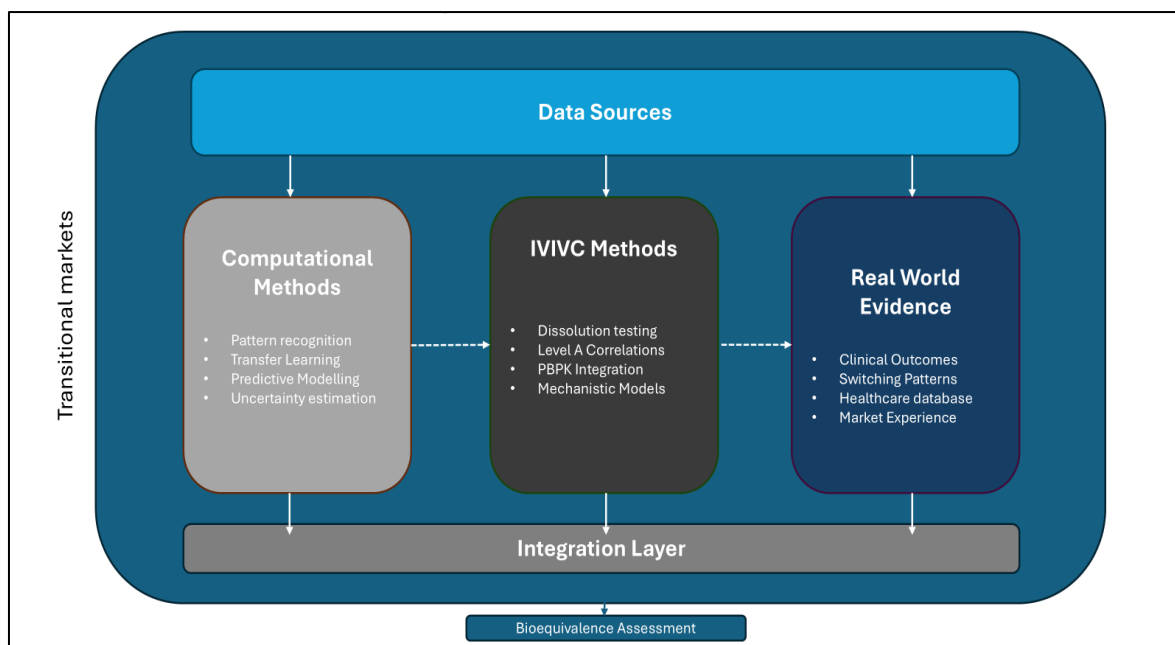 Transitional markets
Data Sources
Computational
Methods
• Pattern recognition
• Transfer Learning
• Predictive Modelling
• Uncertainty estimation
IVIVC Methods
• Dissolution testing
• Level A Correlations
• PBPK Integration
• Mechanistic Models
Real World
Evidence
• Clinical Outcomes
• Switching Patterns
• Healthcare database
• Market Experience
Integration Layer
Bioequivalence Assessment